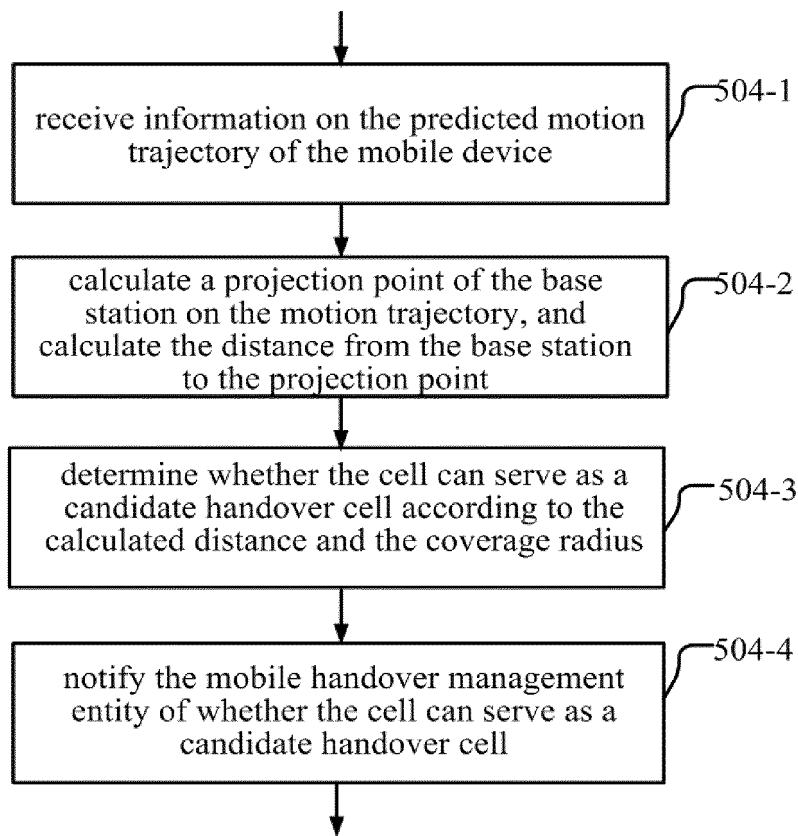 receive information on the predicted motion
trajectory of the mobile device
504-1
calculate a projection point of the base
station on the motion trajectory, and
calculate the distance from the base station
to the projection point
504-2
determine whether the cell can serve as a
candidate handover cell according to the
calculated distance and the coverage radius
504-3
notify the mobile handover management
entity of whether the cell can serve as a
candidate handover cell
504-4